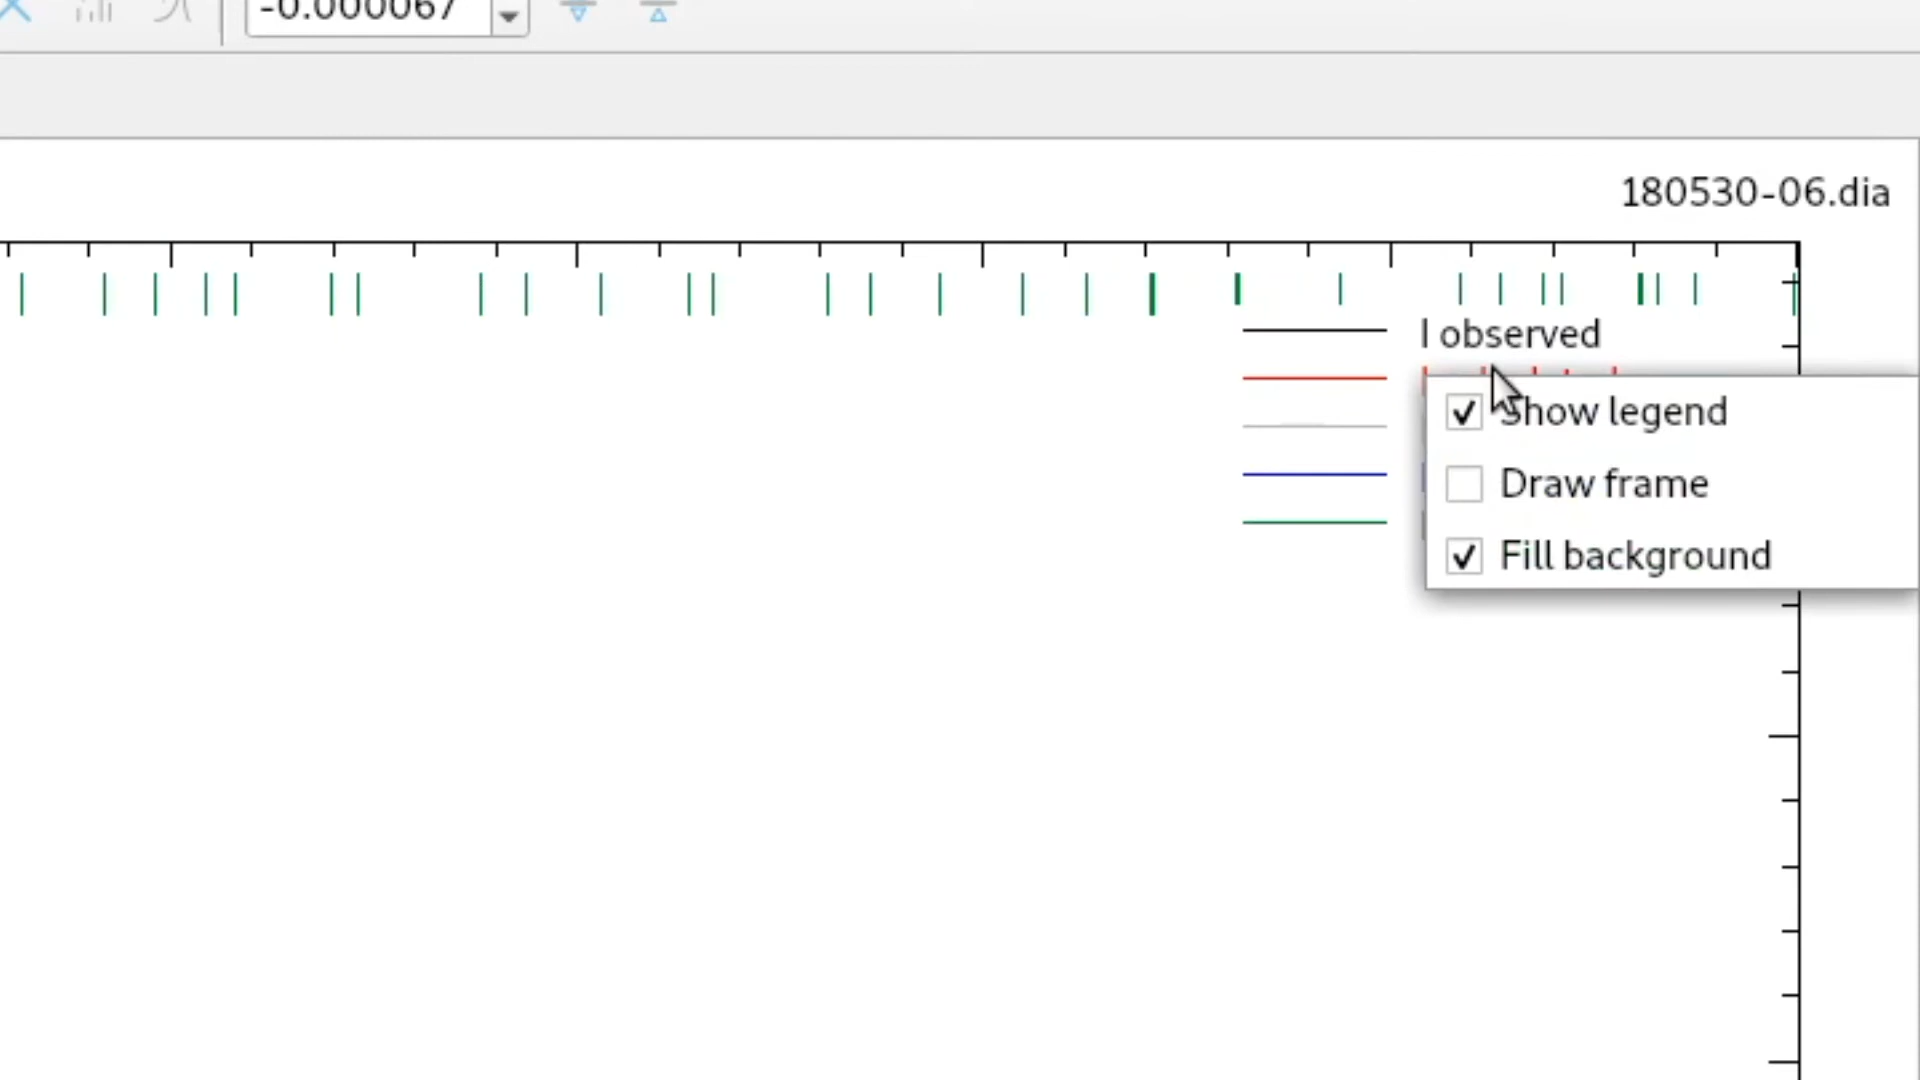 -0.000067
180530-06.dia
I observed
Show legend
Draw frame
Fill background